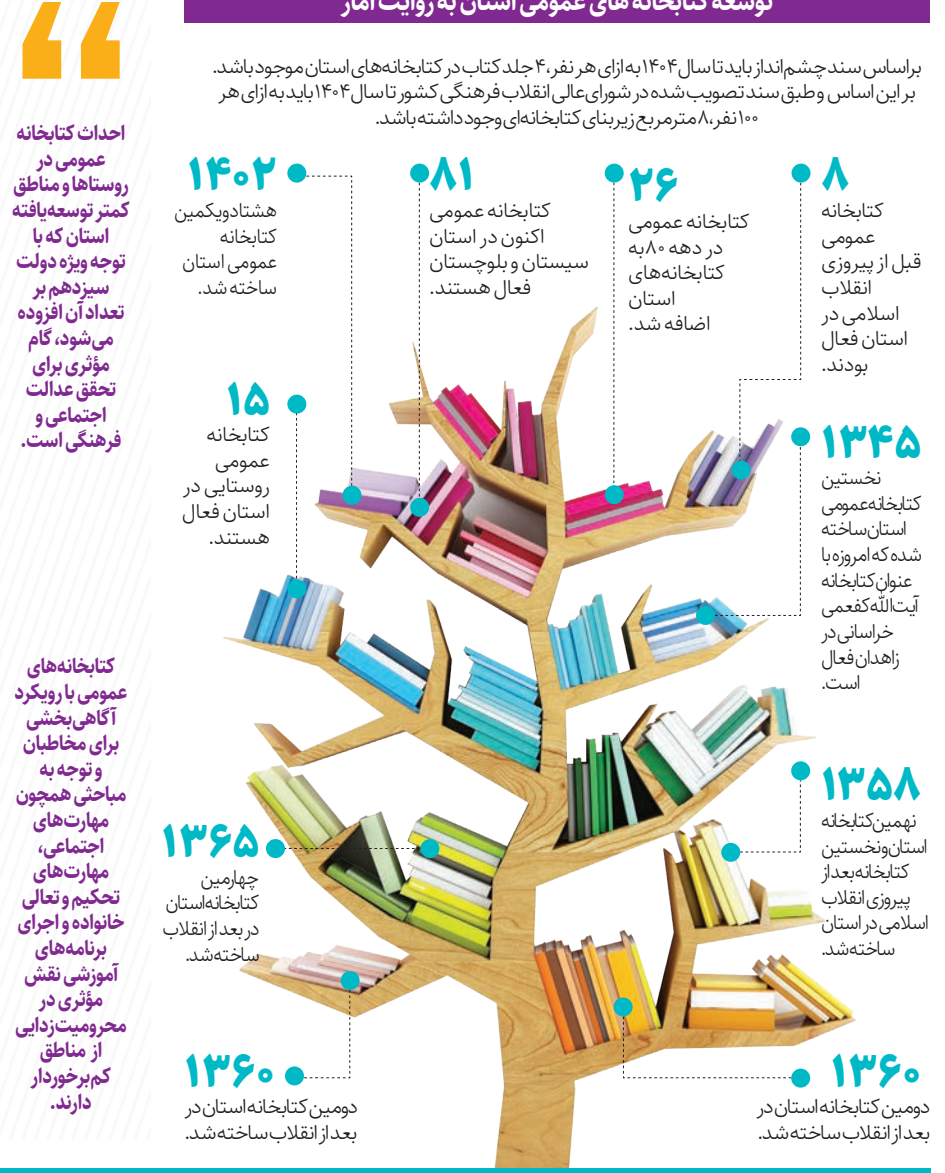 توسعه کتابخانه های عمومی استان به روایت آمار
براساس سند چشم‌انداز باید تا سال ۱۴۰۴ به ازای هر نفر، ۴ جلد کتاب در کتابخانه‌های استان موجود باشد.
بر این اساس و طبق سند تصویب شده در شورای عالی انقلاب فرهنگی کشور تا سال ۱۴۰۴ باید به ازای هر
۱۰۰ نفر، ۸ متر مربع زیربنای کتابخانه‌ای وجود داشته باشد.
۸
کتابخانه
عمومی
قبل از پیروزی
انقلاب
اسلامی در
استان فعال
بودند.
۲۶
کتابخانه عمومی
در دهه ۸۰ به
کتابخانه‌های
استان
اضافه شد.
۸۱
کتابخانه عمومی
اکنون در استان
سیستان و بلوچستان
فعال هستند.
۱۴۰۲
هشتاد و یکمین
کتابخانه
عمومی استان
ساخته شد.
۱۳۴۵
نخستین
کتابخانه عمومی
استان ساخته
شده که امروزه با
عنوان کتابخانه
آیت‌الله کفعمی
خراسانی در
زاهدان فعال
است.
۱۵
کتابخانه
عمومی
روستایی در
استان فعال
هستند.
۱۳۵۸
نهمین کتابخانه
استان و نخستین
کتابخانه بعد از
پیروزی انقلاب
اسلامی در استان
ساخته شد.
۱۳۶۵
چهارمین
کتابخانه استان
در بعد از انقلاب
ساخته شد.
۱۳۶۰
دومین کتابخانه استان در
بعد از انقلاب ساخته شد.
۱۳۶۰
دومین کتابخانه استان در
بعد از انقلاب ساخته شد.
احداث کتابخانه
عمومی در
روستاها و مناطق
کمتر توسعه‌یافته
استان که با
توجه ویژه دولت
سیزدهم بر
تعداد آن افزوده
می‌شود، گام
مؤثری برای
تحقق عدالت
اجتماعی و
فرهنگی است.
کتابخانه‌های
عمومی با رویکرد
آگاهی‌بخشی
برای مخاطبان
و توجه به
مباحثی همچون
مهارت‌های
اجتماعی،
مهارت‌های
تحکیم و تعالی
خانواده و اجرای
برنامه‌های
آموزشی نقش
مؤثری در
محرومیت‌زدایی
از مناطق
کم‌برخوردار
دارند.